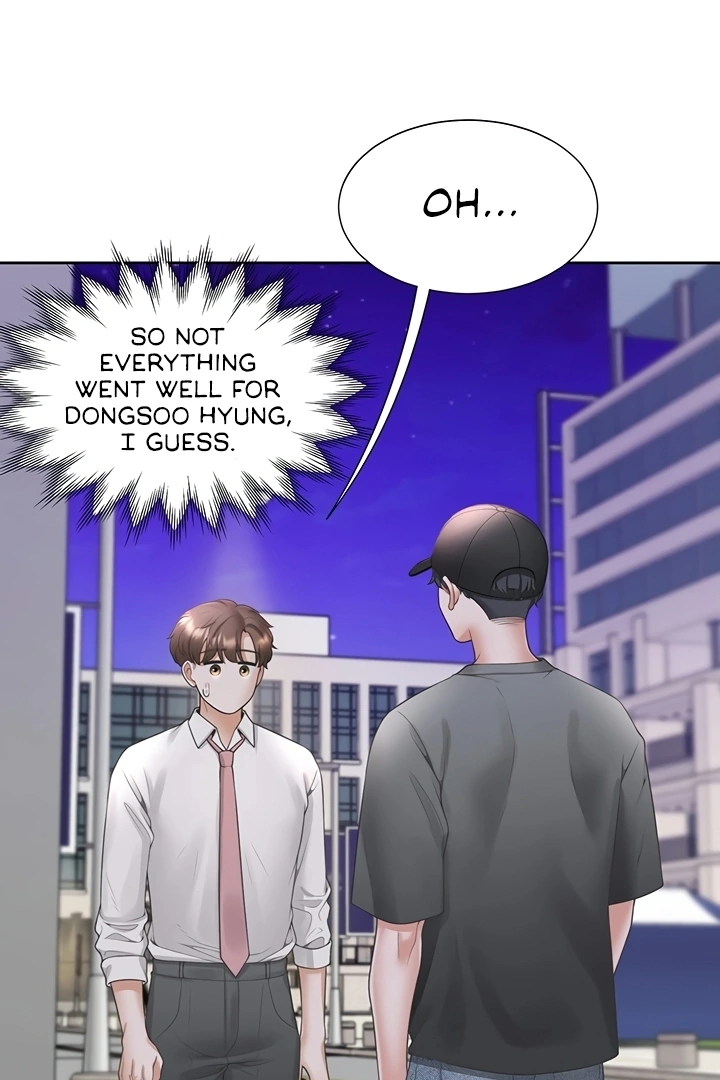 OH...
SO NOT
EVERYTHING
WENT WELL FOR
DONGSOO HYUNG,
I GUESS.